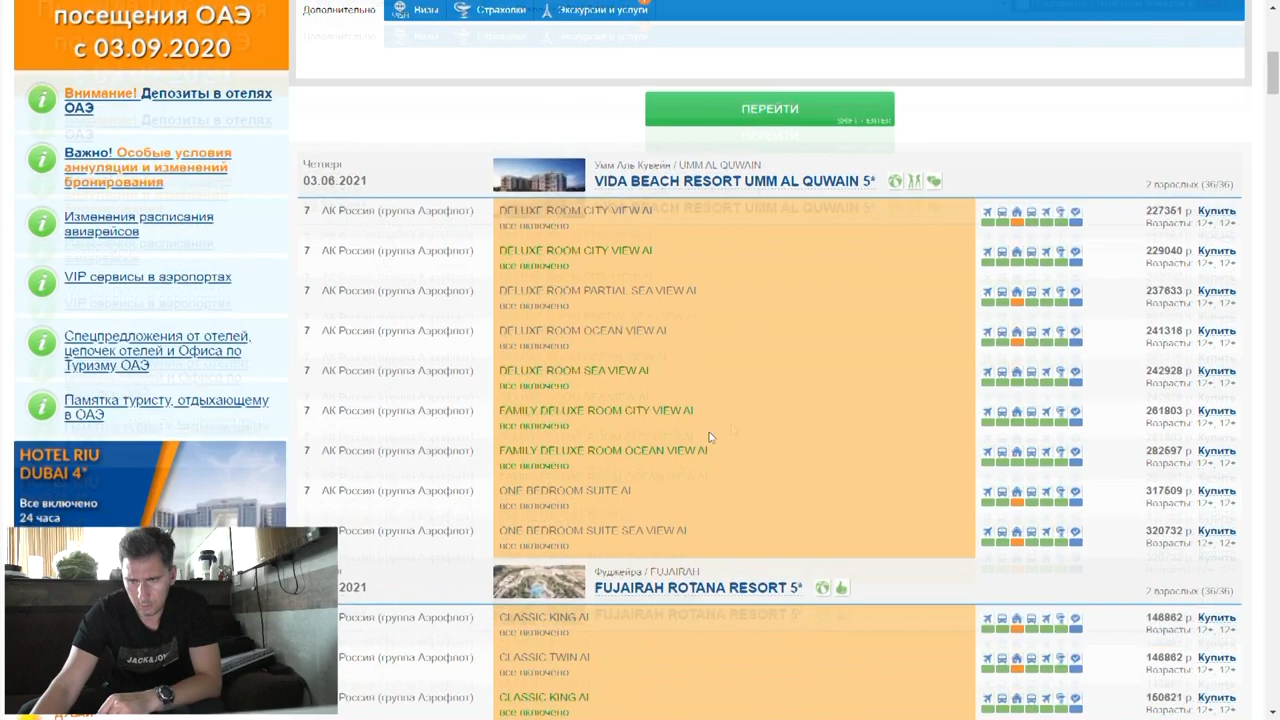 посещения ОАЭ
с 03.09.2020
Внимание! Депозиты в отелях
ОАЭ
Важно! Особые условия
аннуляции и изменений
бронирования
Изменения расписания
авиарейсов
VIP сервисы в аэропортах
Спецпредложения от отелей,
цепочек отелей и Офиса по
Туризму ОАЭ
Памятка туристу, отдыхающему
в ОАЭ
HOTEL RIU
DUBAI 4*
Все включено
24 часа
Дополнительно Визы Страховки Экскурсии и услуги
ПЕРЕЙТИ
SHIFT + ENTER
Четверг
03.06.2021
Умм Аль Кувейн / UMM AL QUWAIN
VIDA BEACH RESORT UMM AL QUWAIN 5*
2 взрослых (36/36)
7 АК Россия (группа Аэрофлот) DELUXE ROOM CITY VIEW AI 227351 р Купить
все включено Возрасты: 12+, 12+
7 АК Россия (группа Аэрофлот) DELUXE ROOM CITY VIEW AI 229040 р Купить
все включено Возрасты: 12+, 12+
7 АК Россия (группа Аэрофлот) DELUXE ROOM PARTIAL SEA VIEW AI 237633 р Купить
все включено Возрасты: 12+, 12+
7 АК Россия (группа Аэрофлот) DELUXE ROOM OCEAN VIEW AI 241316 р Купить
все включено Возрасты: 12+, 12+
7 АК Россия (группа Аэрофлот) DELUXE ROOM SEA VIEW AI 242928 р Купить
все включено Возрасты: 12+, 12+
7 АК Россия (группа Аэрофлот) FAMILY DELUXE ROOM CITY VIEW AI 261803 р Купить
все включено Возрасты: 12+, 12+
7 АК Россия (группа Аэрофлот) FAMILY DELUXE ROOM OCEAN VIEW AI 282697 р Купить
все включено Возрасты: 12+, 12+
7 АК Россия (группа Аэрофлот) ONE BEDROOM SUITE AI 317509 р Купить
все включено Возрасты: 12+, 12+
Россия (группа Аэрофлот) ONE BEDROOM SUITE SEA VIEW AI 320732 р Купить
все включено Возрасты: 12+, 12+
2021
Фуджейра / FUJAIRAH
FUJAIRAH ROTANA RESORT 5*
2 взрослых (36/36)
Россия (группа Аэрофлот) CLASSIC KING AI 146862 р Купить
все включено Возрасты: 12+, 12+
Россия (группа Аэрофлот) CLASSIC TWIN AI 146862 р Купить
все включено Возрасты: 12+, 12+
Россия (группа Аэрофлот) CLASSIC KING AI 160821 р Купить
все включено Возрасты: 12+, 12+